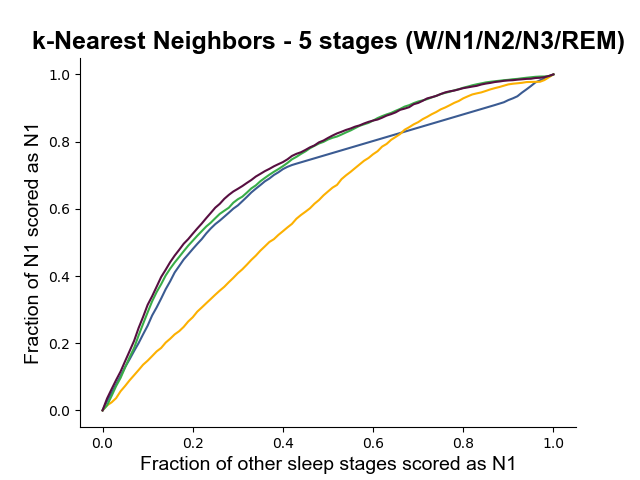 k-Nearest Neighbors - 5 stages (W/N1/N2/N3/REM)
Fraction of N1 scored as N1
1.0
0.8
0.6
0.4
0.2
0.0
0.0 0.2 0.4 0.6 0.8 1.0
Fraction of other sleep stages scored as N1